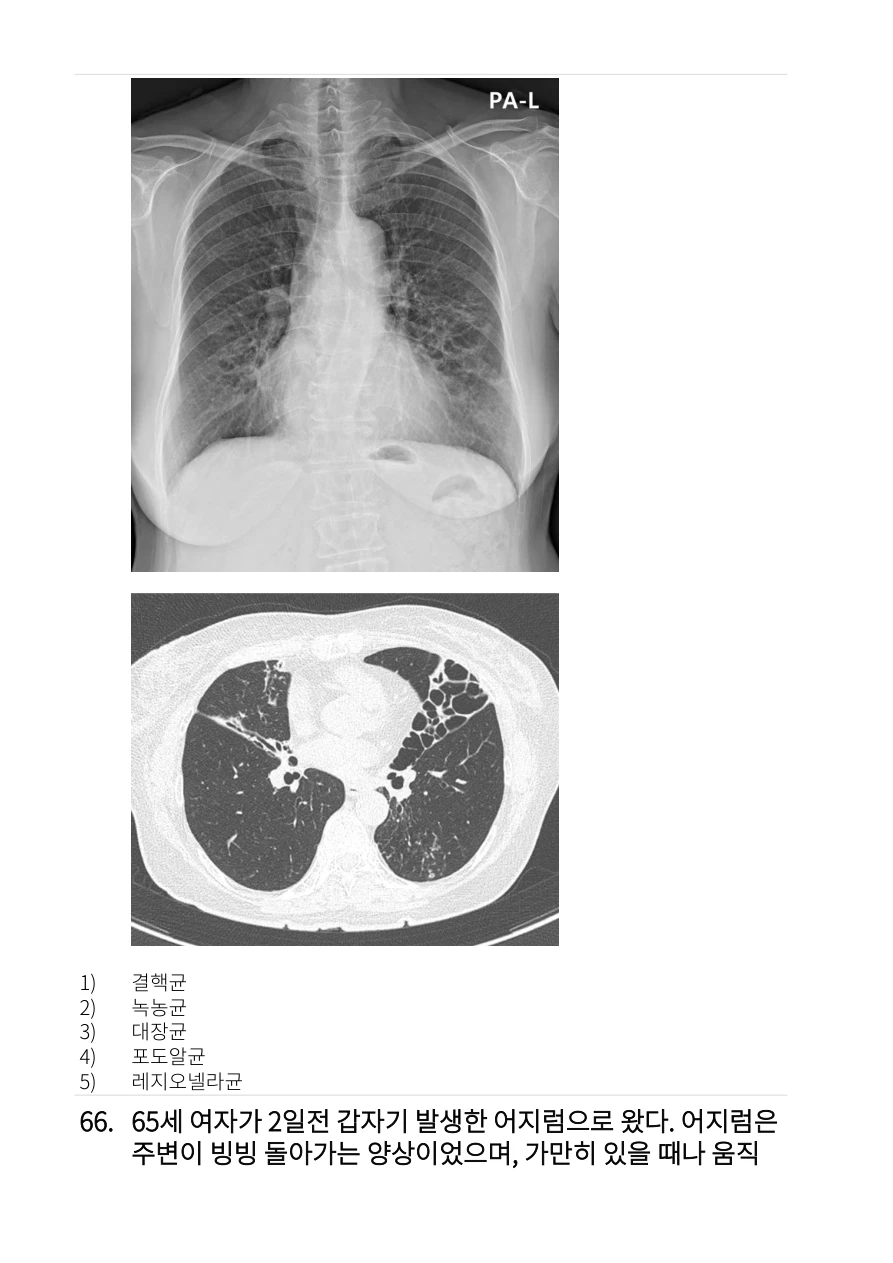 PA-L
1) 결핵균
2) 녹농균
3) 대장균
4) 포도알균
5) 레지오넬라균
66. 65세 여자가 2일전 갑자기 발생한 어지럼으로 왔다. 어지럼은
주변이 빙빙 돌아가는 양상이었으며, 가만히 있을 때나 움직